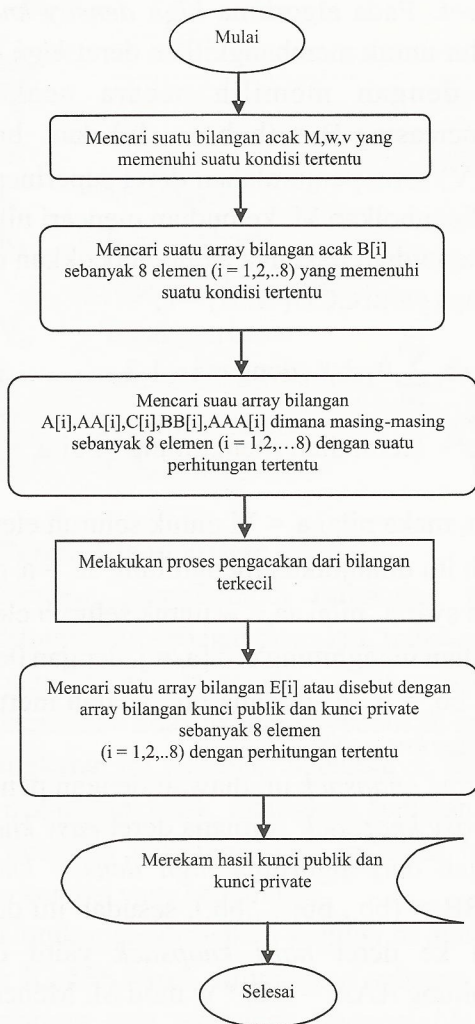 Mulai
Mencari suatu bilangan acak M,w,v yang
memenuhi suatu kondisi tertentu
Mencari suatu array bilangan acak B[i]
sebanyak 8 elemen (i = 1,2,..8) yang memenuhi
suatu kondisi tertentu
Mencari suau array bilangan
A[i],AA[i],C[i],BB[i],AAA[i] dimana masing-masing
sebanyak 8 elemen (i = 1,2,…8) dengan suatu
perhitungan tertentu
Melakukan proses pengacakan dari bilangan
terkecil
Mencari suatu array bilangan E[i] atau disebut dengan
array bilangan kunci publik dan kunci private
sebanyak 8 elemen
(i = 1,2,..8) dengan perhitungan tertentu
Merekam hasil kunci publik dan
kunci private
Selesai